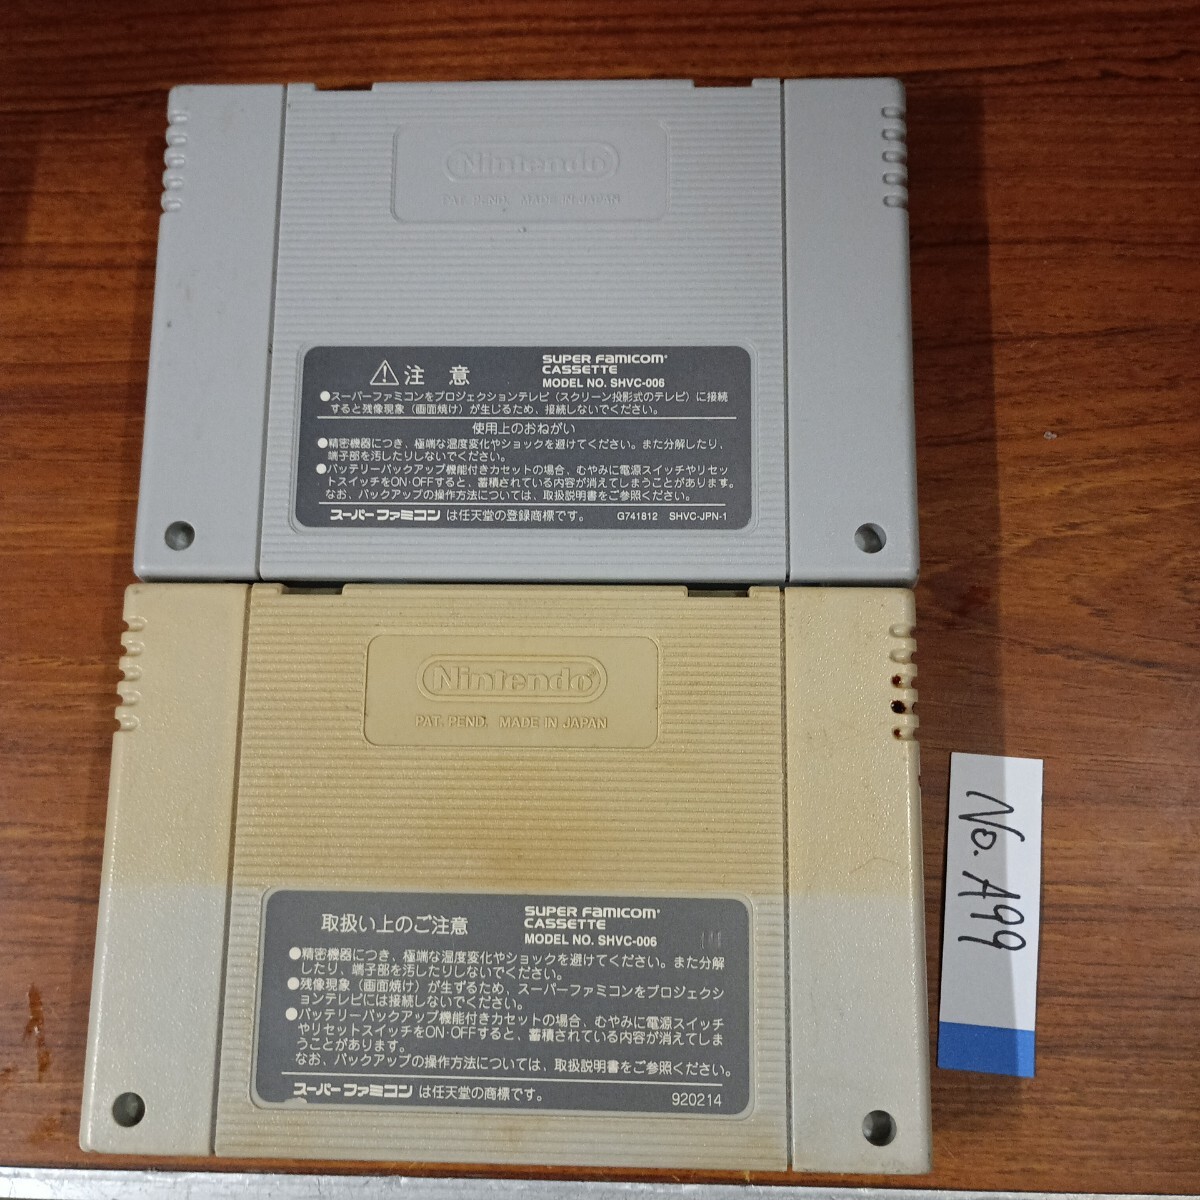 Nintendo
PAT. PEND. MADE IN JAPAN
⚠注意
SUPER FAMICOM
CASSETTE
MODEL NO. SHVC-006
●スーパーファミコンをプロジェクションテレビ（スクリーン投影式のテレビ）に接続
すると残像現象（画面焼け）が生じるため、接続しないでください。
使用上のおねがい
●精密機器につき、極端な温度変化やショックを避けてください。また分解したり、
端子部を汚したりしないでください。
●バッテリーバックアップ機能付きカセットの場合、むやみに電源スイッチやリセッ
トスイッチをON·OFFすると、蓄積されている内容が消えてしまうことがあります。
なお、バックアップの操作方法については、取扱説明書をご参照ください。
スーパーファミコン は任天堂の登録商標です。
G741812 SHVC-JPN-1
Nintendo
PAT. PEND. MADE IN JAPAN
取扱い上のご注意
SUPER FAMICOM
CASSETTE
MODEL NO. SHVC-006
●精密機器につき、極端な温度変化やショックを避けてください。また分解
したり、端子部を汚したりしないでください。
●残像現象（画面焼け）が生ずるため、スーパーファミコンをプロジェクシ
ョンテレビには接続しないでください。
●バッテリーバックアップ機能付きカセットの場合、むやみに電源スイッチ
やリセットスイッチをON·OFFすると、蓄積されている内容が消えてしま
うことがあります。
なお、バックアップの操作方法については、取扱説明書をご参照ください。
スーパーファミコン は任天堂の商標です。
920214
No. A99